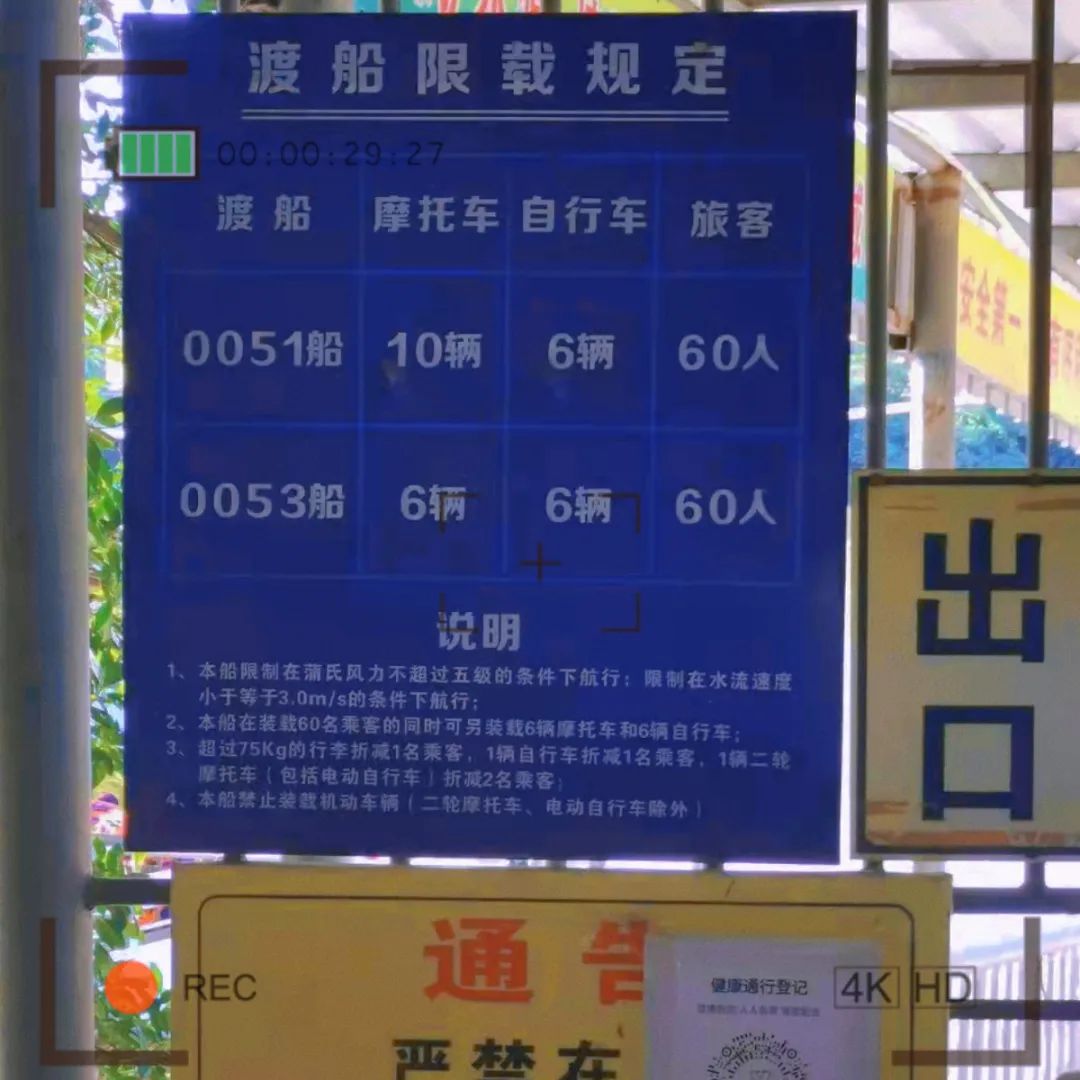 渡船限载规定
00:00:29:27
渡船 摩托车 自行车 旅客
0051船 10辆 6辆 60人
0053船 6辆 6辆 60人
说明
1、本船限制在蒲氏风力不超过五级的条件下航行；限制在水流速度
小于等于3.0m/s的条件下航行；
2、本船在装载60名乘客的同时可另装载6辆摩托车和6辆自行车；
3、超过75Kg的行李折减1名乘客，1辆自行车折减1名乘客，1辆二轮
摩托车（包括电动自行车）折减2名乘客；
4、本船禁止装载机动车辆（二轮摩托车、电动自行车除外）
安全第一
出口
通告
健康通行登记
严禁在
REC
4K HD